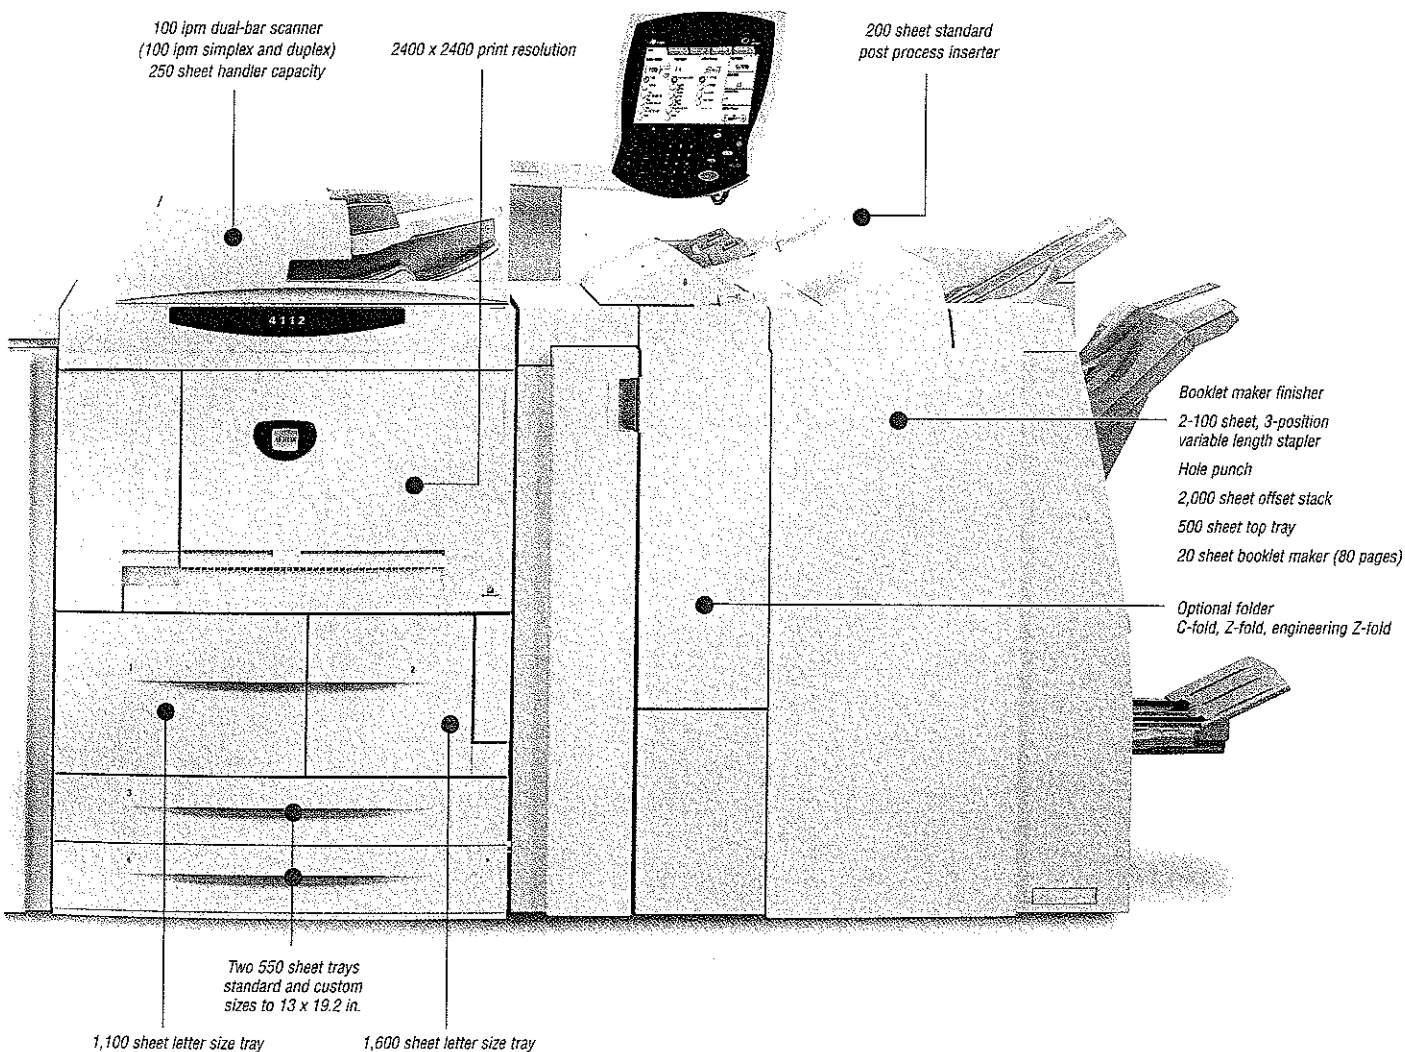 100 ipm dual-bar scanner
(100 ipm simplex and duplex)
250 sheet handler capacity
2400 x 2400 print resolution
200 sheet standard
post process inserter
4112
Booklet maker finisher
2-100 sheet, 3-position
variable length stapler
Hole punch
2,000 sheet offset stack
500 sheet top tray
20 sheet booklet maker (80 pages)
Optional folder
C-fold, Z-fold, engineering Z-fold
1
2
3
4
Two 550 sheet trays
standard and custom
sizes to 13 x 19.2 in.
1,100 sheet letter size tray
1,600 sheet letter size tray